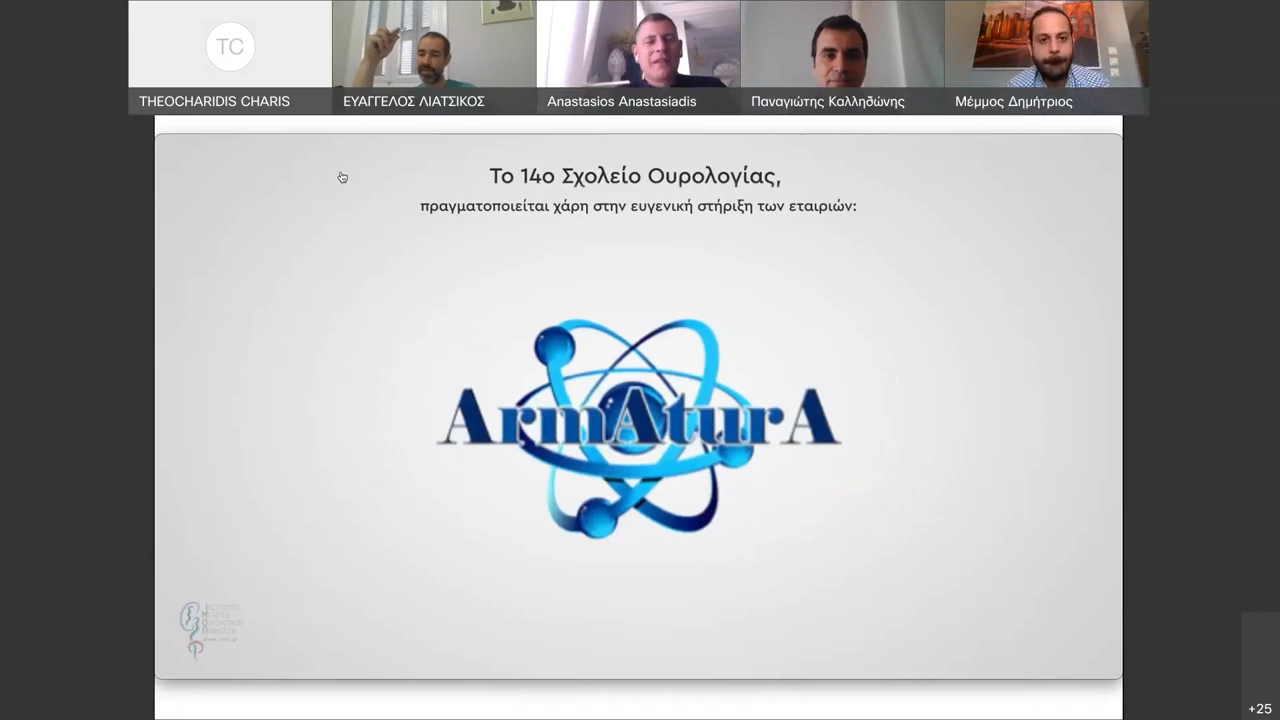 TC
THEOCHARIDIS CHARIS
ΕΥΑΓΓΕΛΟΣ ΛΙΑΤΣΙΚΟΣ
Anastasios Anastasiadis
Παναγιώτης Καλληδώνης
Μέμμος Δημήτριος
Το 14ο Σχολείο Ουρολογίας,
πραγματοποιείται χάρη στην ευγενική στήριξη των εταιριών:
ArmAturA
+25